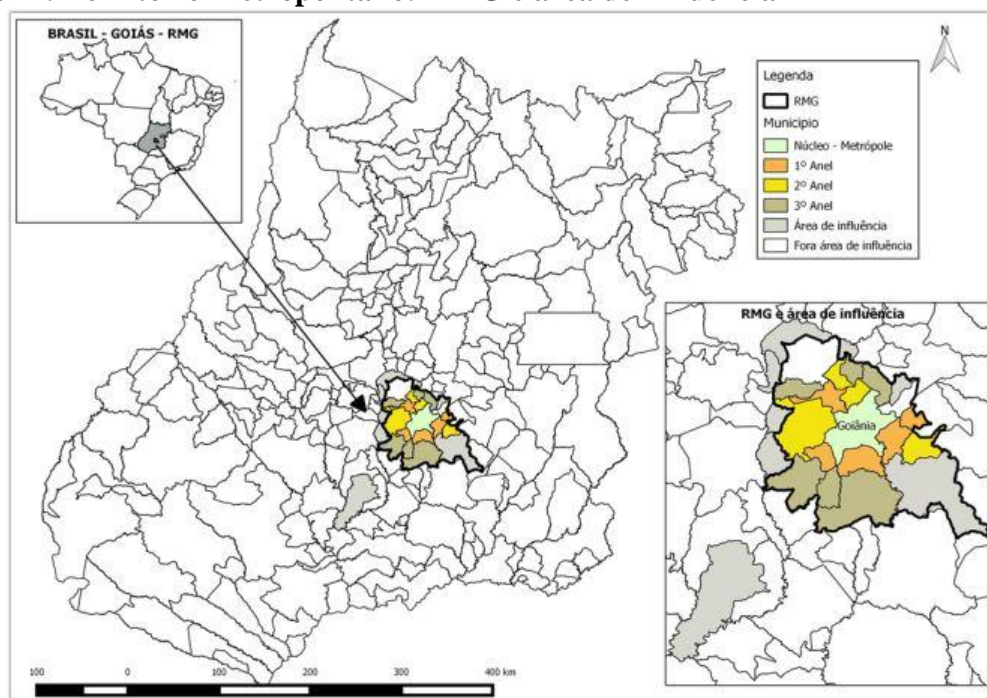 BRASIL - GOIÁS - RMG
N
Legenda
RMG
Municipio
Núcleo - Metrópole
1º Anel
2º Anel
3º Anel
Área de influência
Fora área de influência
RMG e área de influência
Goiânia
100 0 100 200 300 400 km